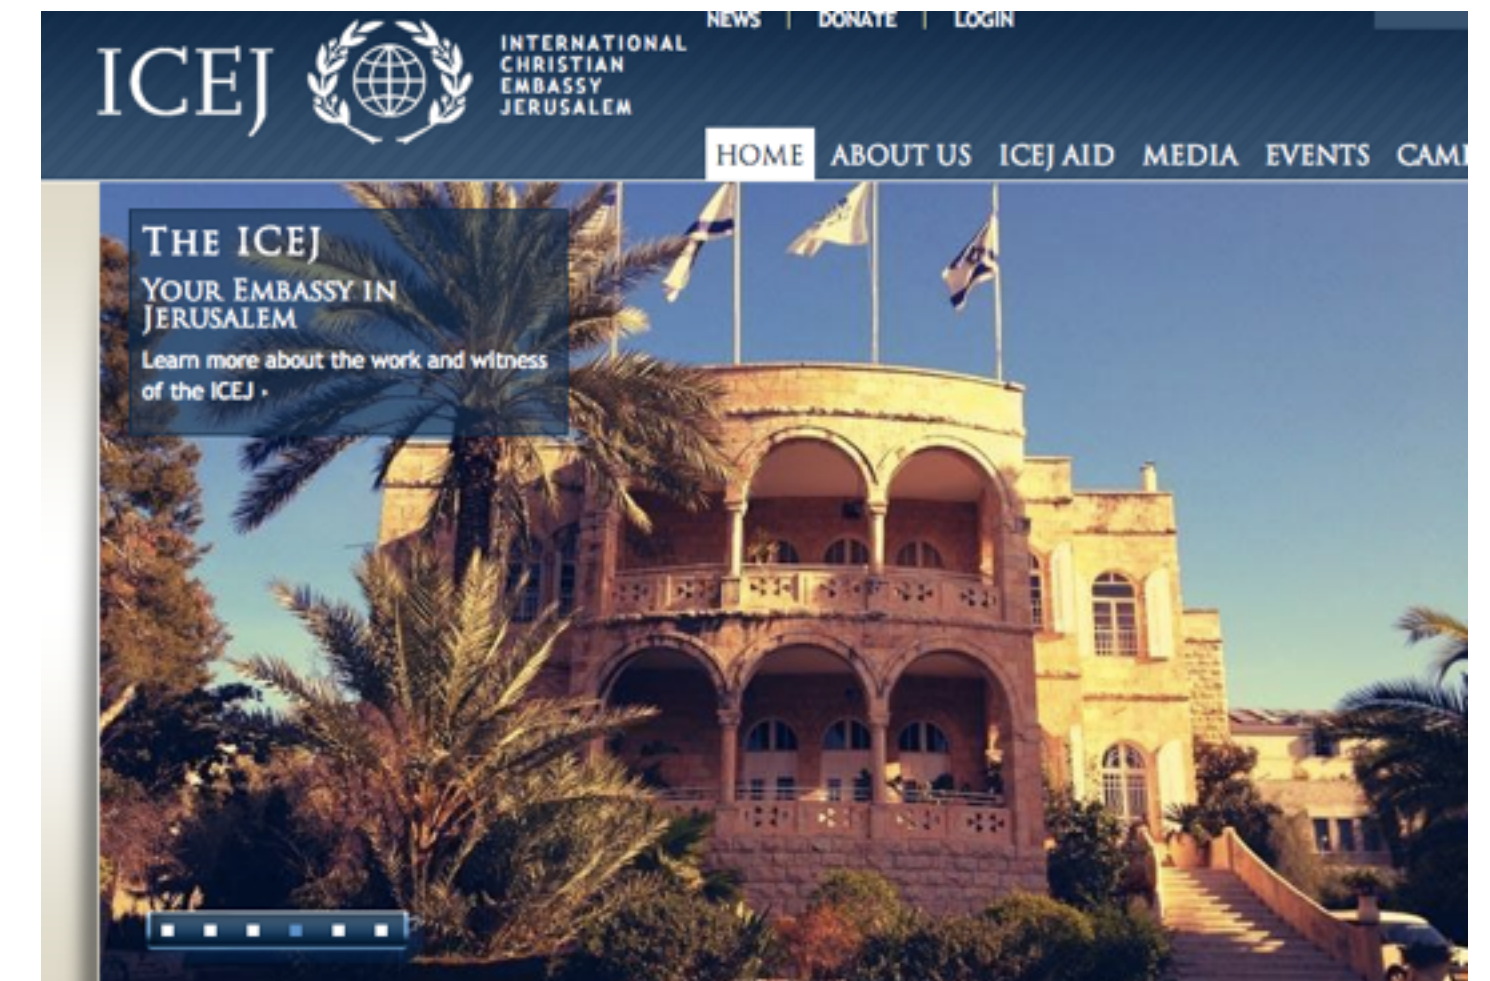 NEWS | DONATE | LOGIN
ICEJ
INTERNATIONAL
CHRISTIAN
EMBASSY
JERUSALEM
HOME ABOUT US ICEJ AID MEDIA EVENTS
THE ICEJ
YOUR EMBASSY IN
JERUSALEM
Learn more about the work and witness
of the ICEJ ›